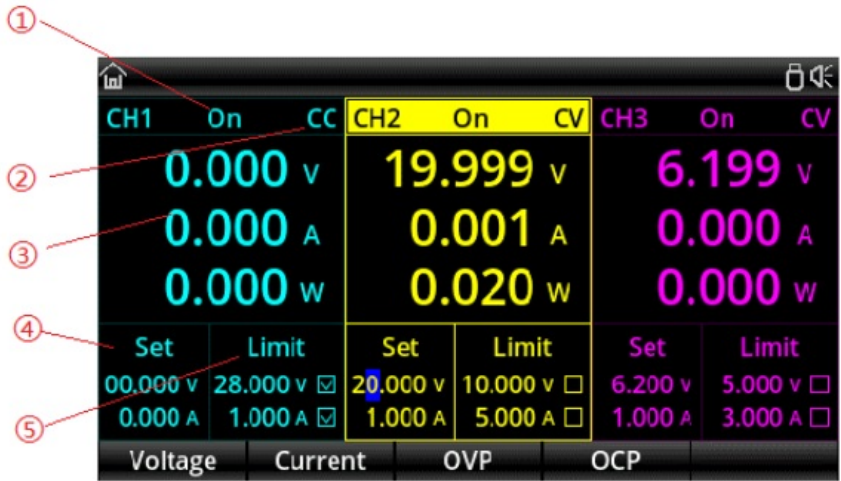 ①
②
③
④
⑤
CH1 On CC CH2 On CV CH3 On CV
0.000 V 19.999 V 6.199 V
0.000 A 0.001 A 0.000 A
0.000 W 0.020 W 0.000 W
Set Limit Set Limit Set Limit
00.000 V 28.000 V 20.000 V 10.000 V 6.200 V 5.000 V
0.000 A 1.000 A 1.000 A 5.000 A 1.000 A 3.000 A
Voltage Current OVP OCP